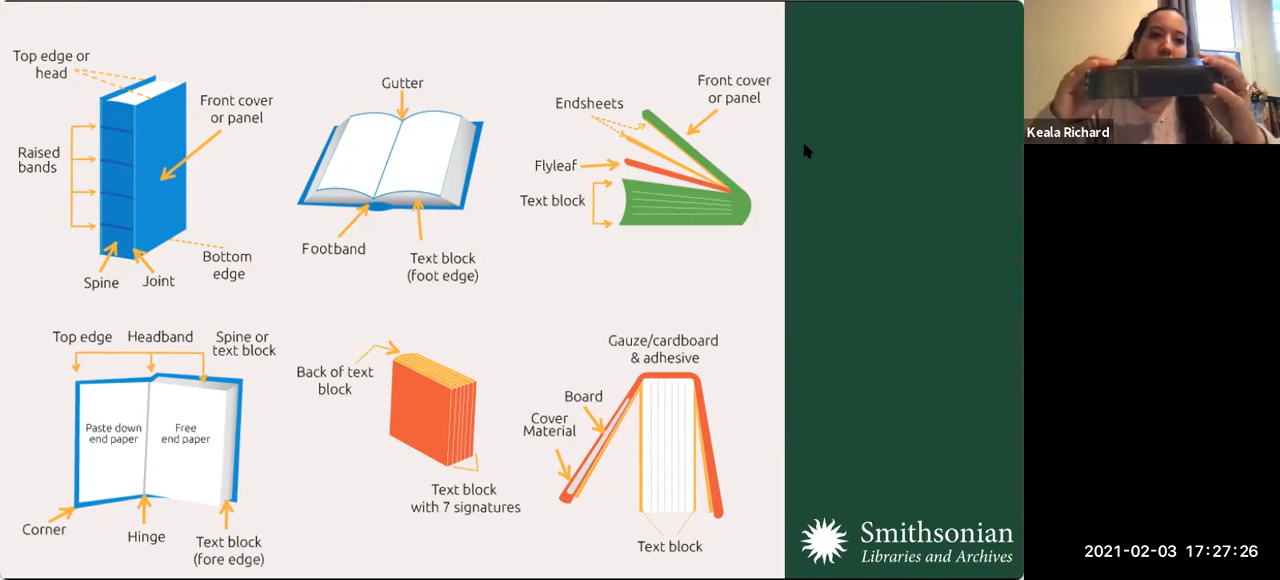 Top edge or
head
Front cover
or panel
Raised
bands
Spine
Joint
Bottom
edge
Gutter
Footband
Text block
(foot edge)
Endsheets
Front cover
or panel
Flyleaf
Text block
Top edge
Headband
Spine or
text block
Paste down
end paper
Free
end paper
Corner
Hinge
Text block
(fore edge)
Back of text
block
Text block
with 7 signatures
Gauze/cardboard
& adhesive
Board
Cover
Material
Text block
Smithsonian
Libraries and Archives
Keala Richard
2021-02-03 17:27:26